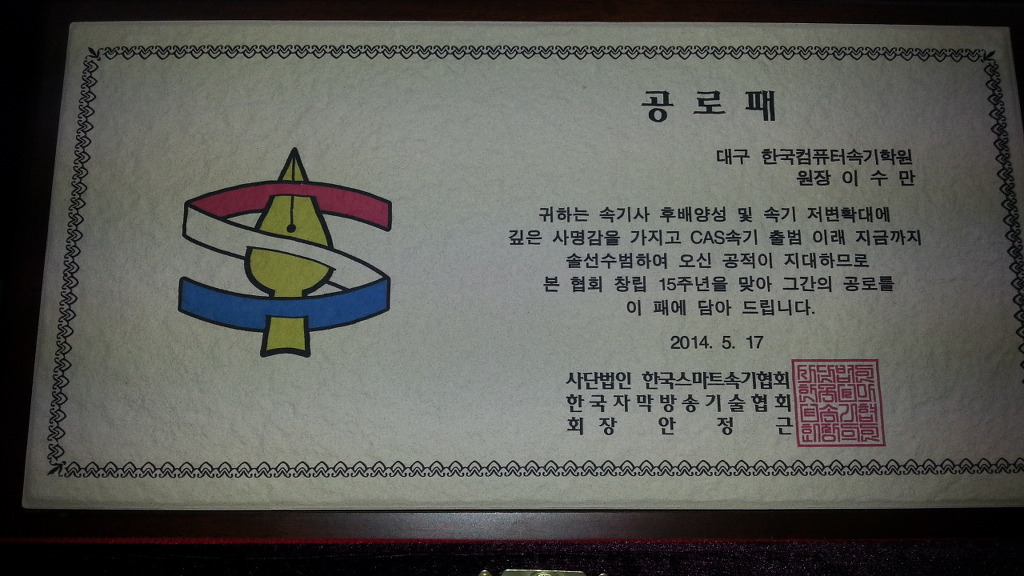 공로패
대구 한국컴퓨터속기학원
원장 이 수 만
귀하는 속기사 후배양성 및 속기 저변확대에
깊은 사명감을 가지고 CAS속기 출범 이래 지금까지
솔선수범하여 오신 공적이 지대하므로
본 협회 창립 15주년을 맞아 그간의 공로를
이 패에 담아 드립니다.
2014. 5. 17
사단법인 한국스마트속기협회
한국자막방송기술협회
회 장 안 정 근